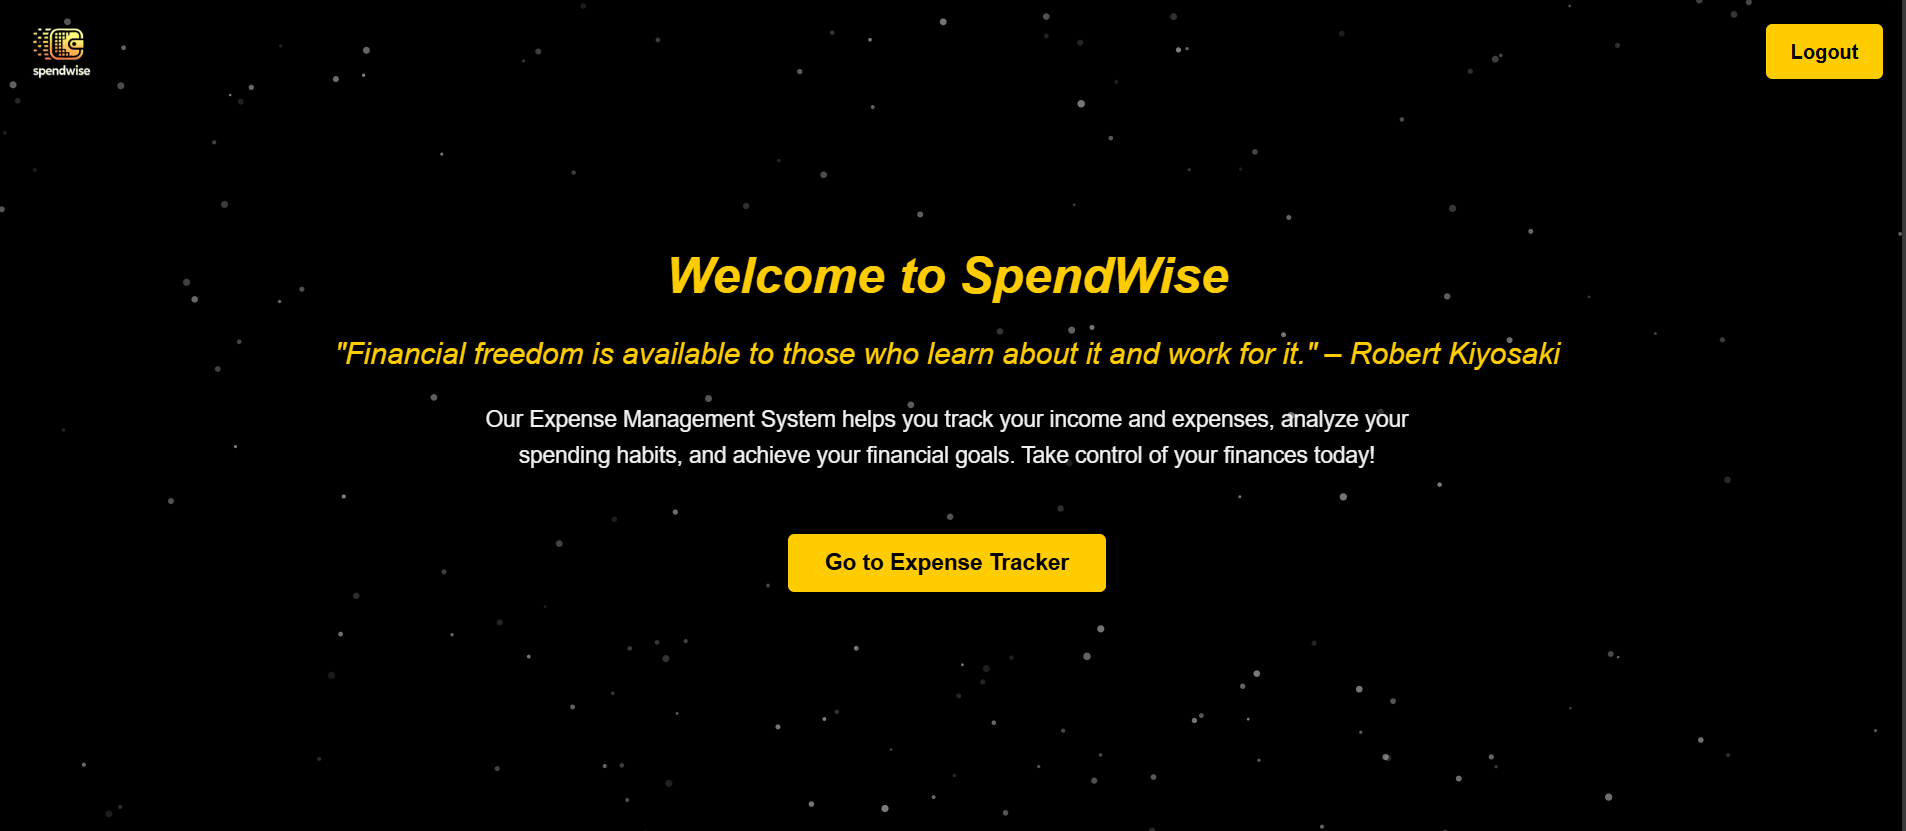 spendwise
Logout
Welcome to SpendWise
"Financial freedom is available to those who learn about it and work for it." – Robert Kiyosaki
Our Expense Management System helps you track your income and expenses, analyze your
spending habits, and achieve your financial goals. Take control of your finances today!
Go to Expense Tracker